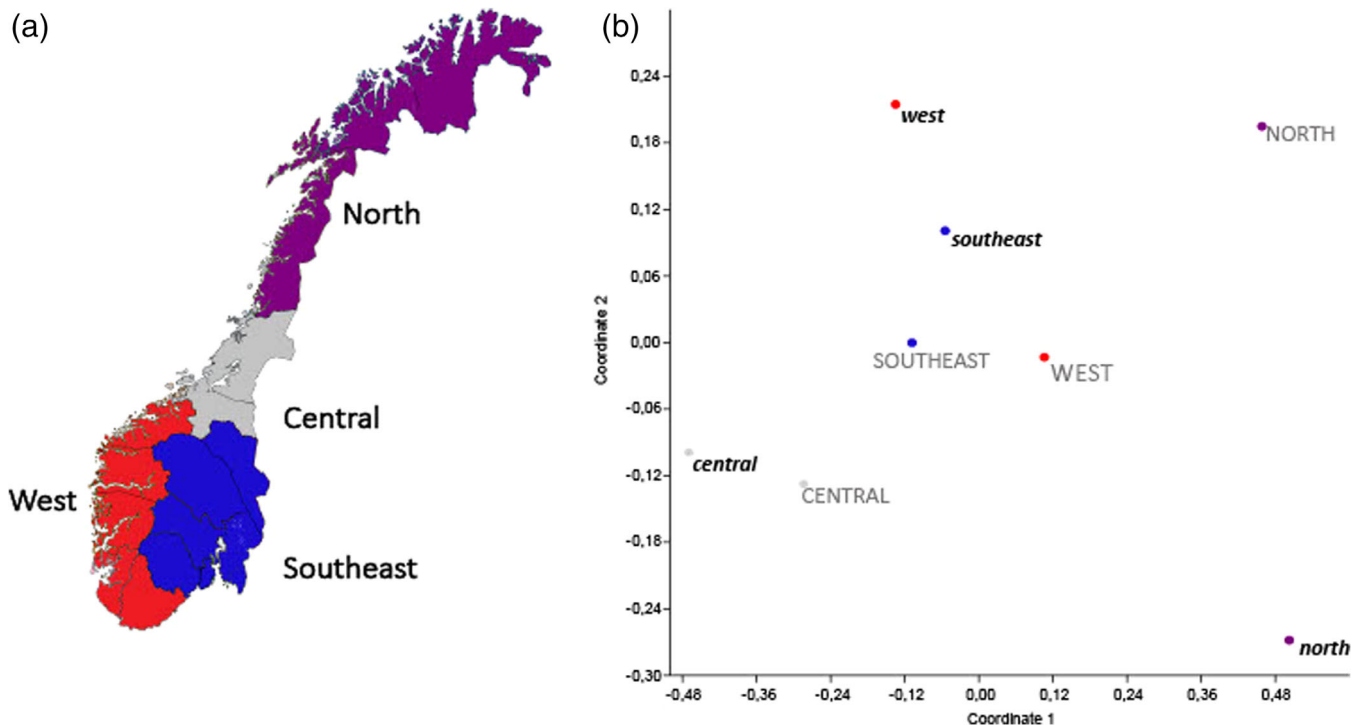 (a)
North
Central
West
Southeast
(b)
Coordinate 2
0,24
0,18
0,12
0,06
0,00
-0,06
-0,12
-0,18
-0,24
-0,30
west
NORTH
southeast
SOUTHEAST
WEST
central
CENTRAL
north
-0,48 -0,36 -0,24 -0,12 0,00 0,12 0,24 0,36 0,48
Coordinate 1